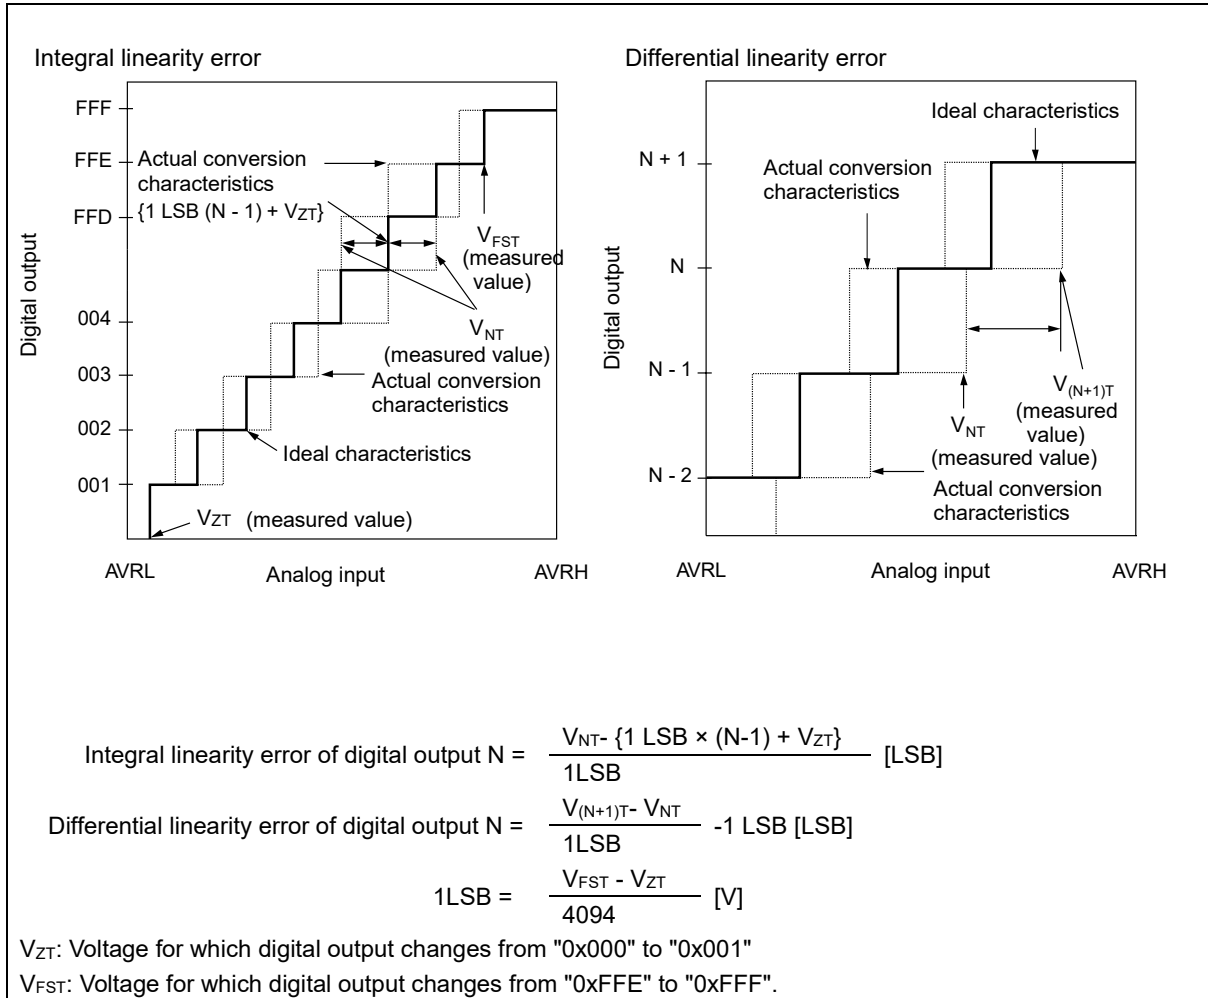 Integral linearity error
FFF
FFE
FFD
004
003
002
001
Digital output
Actual conversion
characteristics
{1 LSB (N - 1) + VZT}
VFST
(measured
value)
VNT
(measured value)
Actual conversion
characteristics
Ideal characteristics
VZT (measured value)
AVRL
Analog input
AVRH
Differential linearity error
N + 1
N
N - 1
N - 2
Digital output
Ideal characteristics
Actual conversion
characteristics
V(N+1)T
(measured
value)
VNT
(measured value)
Actual conversion
characteristics
AVRL
Analog input
AVRH
Integral linearity error of digital output N =
VNT- {1 LSB × (N-1) + VZT}
1LSB
[LSB]
Differential linearity error of digital output N =
V(N+1)T- VNT
1LSB
-1 LSB [LSB]
1LSB =
VFST - VZT
4094
[V]
VZT: Voltage for which digital output changes from "0x000" to "0x001"
VFST: Voltage for which digital output changes from "0xFFE" to "0xFFF".